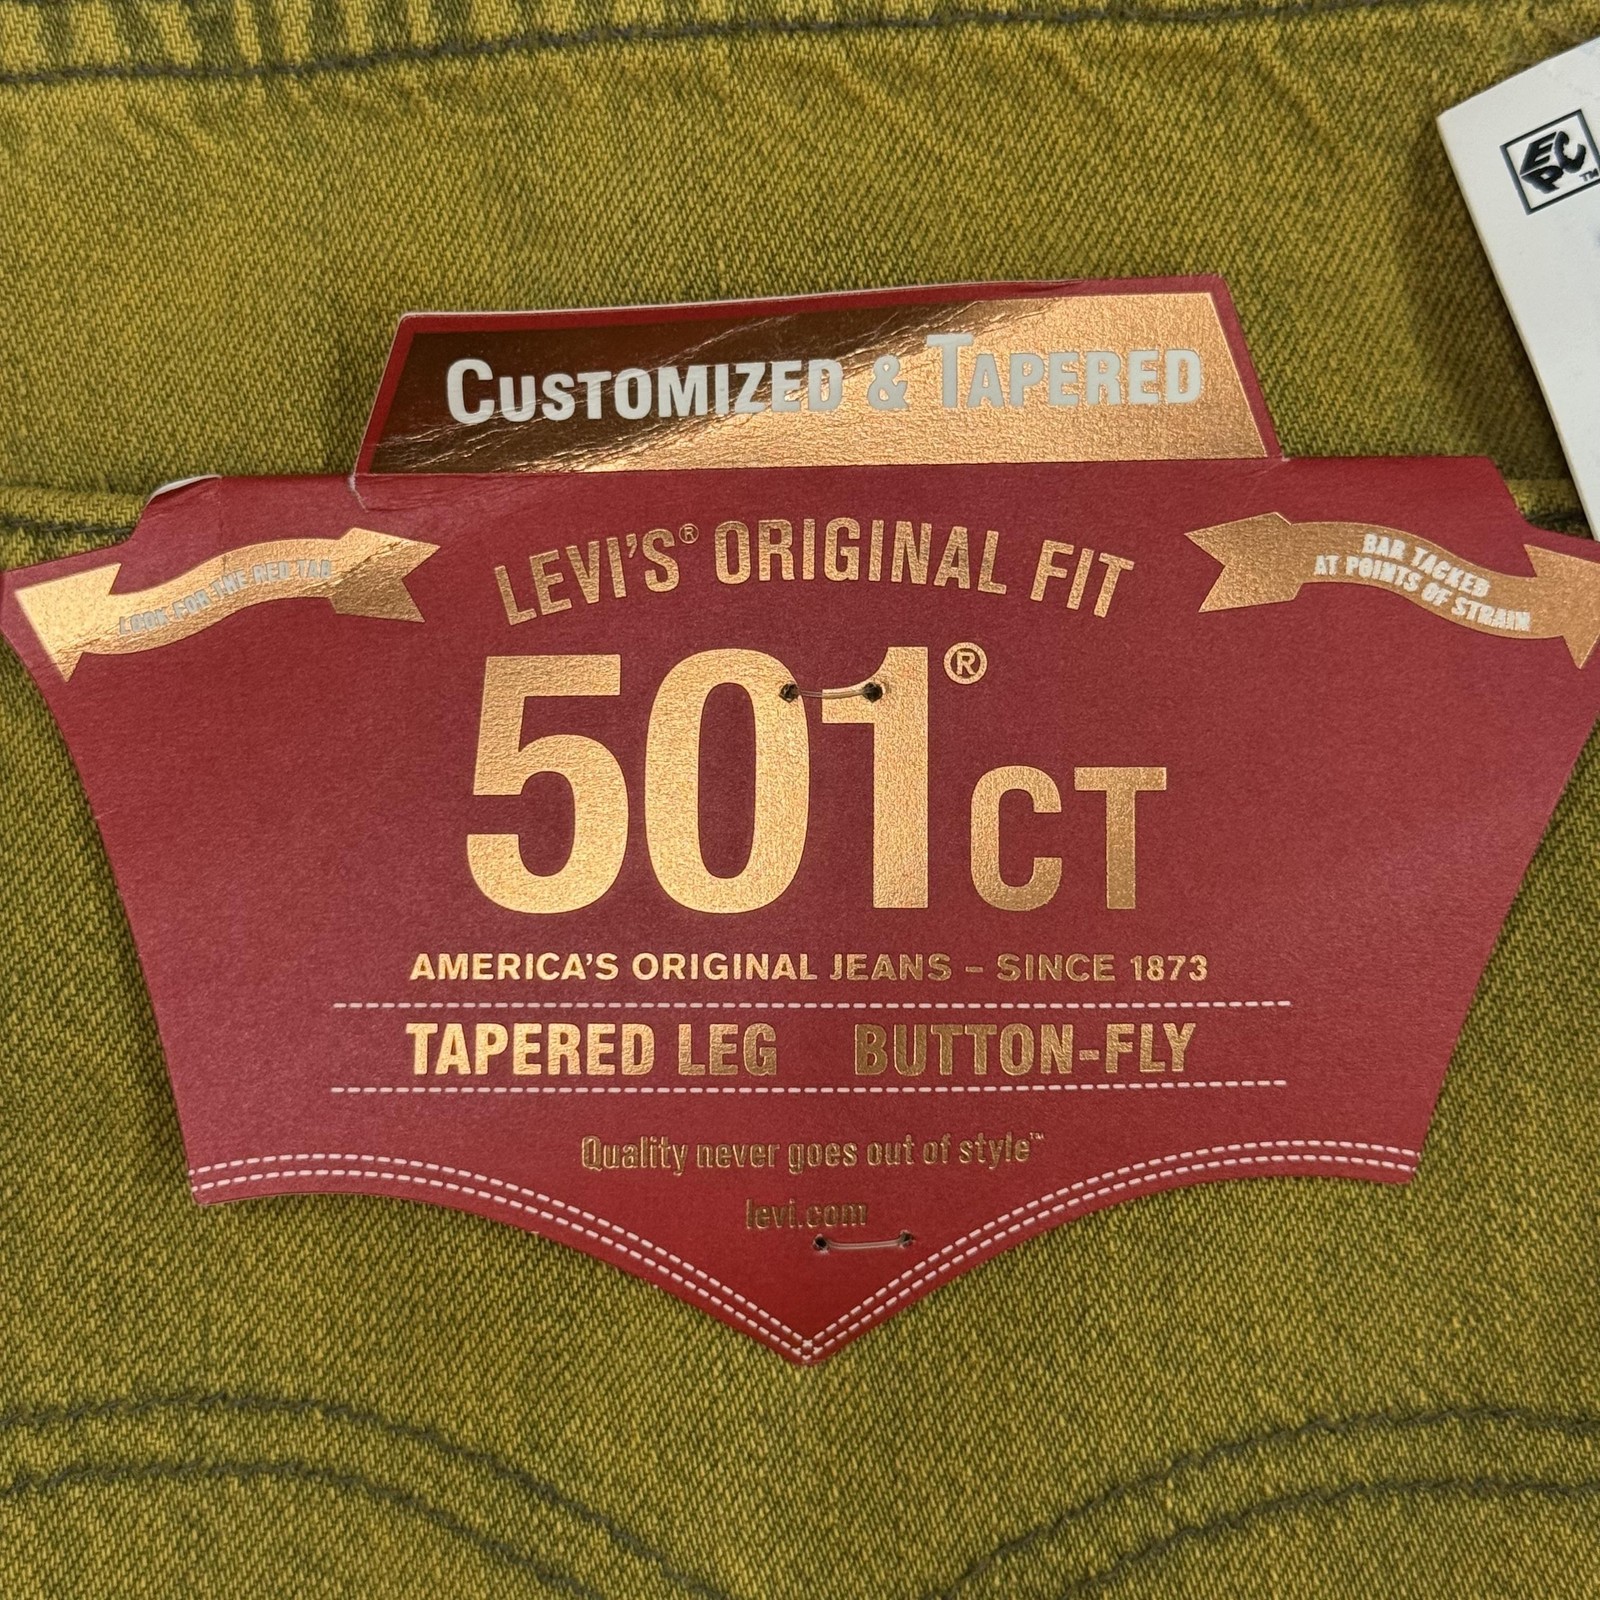 EPC™
CUSTOMIZED & TAPERED
LOOK FOR THE RED TAB
LEVI'S® ORIGINAL FIT
BAR TACKED
AT POINTS OF STRAIN
501® CT
AMERICA'S ORIGINAL JEANS – SINCE 1873
TAPERED LEG BUTTON-FLY
Quality never goes out of style™
levi.com